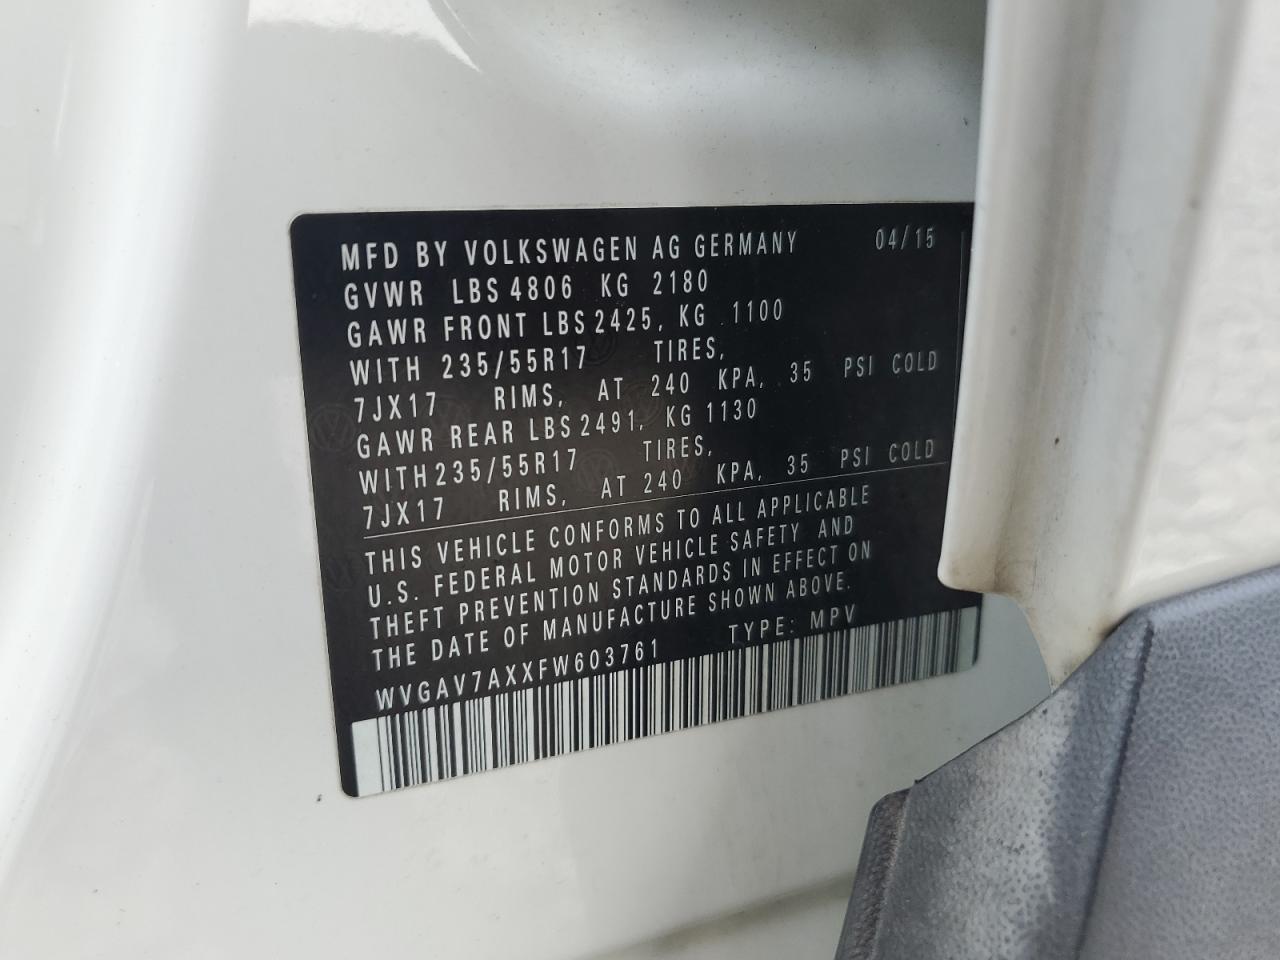 MFD BY VOLKSWAGEN AG GERMANY 04/15
GVWR LBS 4806 KG 2180
GAWR FRONT LBS 2425, KG 1100
WITH 235/55R17 TIRES,
7JX17 RIMS, AT 240 KPA, 35 PSI COLD
GAWR REAR LBS 2491, KG 1130
WITH 235/55R17 TIRES,
7JX17 RIMS, AT 240 KPA, 35 PSI COLD
THIS VEHICLE CONFORMS TO ALL APPLICABLE
U.S. FEDERAL MOTOR VEHICLE SAFETY AND
THEFT PREVENTION STANDARDS IN EFFECT ON
THE DATE OF MANUFACTURE SHOWN ABOVE.
WVGAV7AXXFW603761 TYPE: MPV